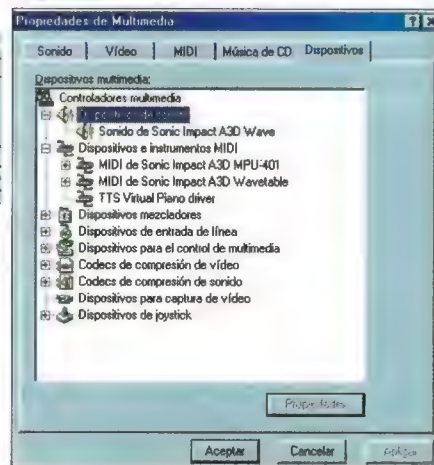 Propiedades de Multimedia
Sonido Vídeo MIDI Música de CD Dispositivos
Dispositivos multimedia:
Controladores multimedia
Sonido de Sonic Impact A3D Wave
Dispositivos e instrumentos MIDI
MIDI de Sonic Impact A3D MPU-401
MIDI de Sonic Impact A3D Wavetable
TTS Virtual Piano driver
Dispositivos mezcladores
Dispositivos de entrada de línea
Dispositivos para el control de multimedia
Codecs de compresión de vídeo
Codecs de compresión de sonido
Dispositivos para captura de vídeo
Dispositivos de joystick
Propiedades
Aceptar Cancelar Aplicar